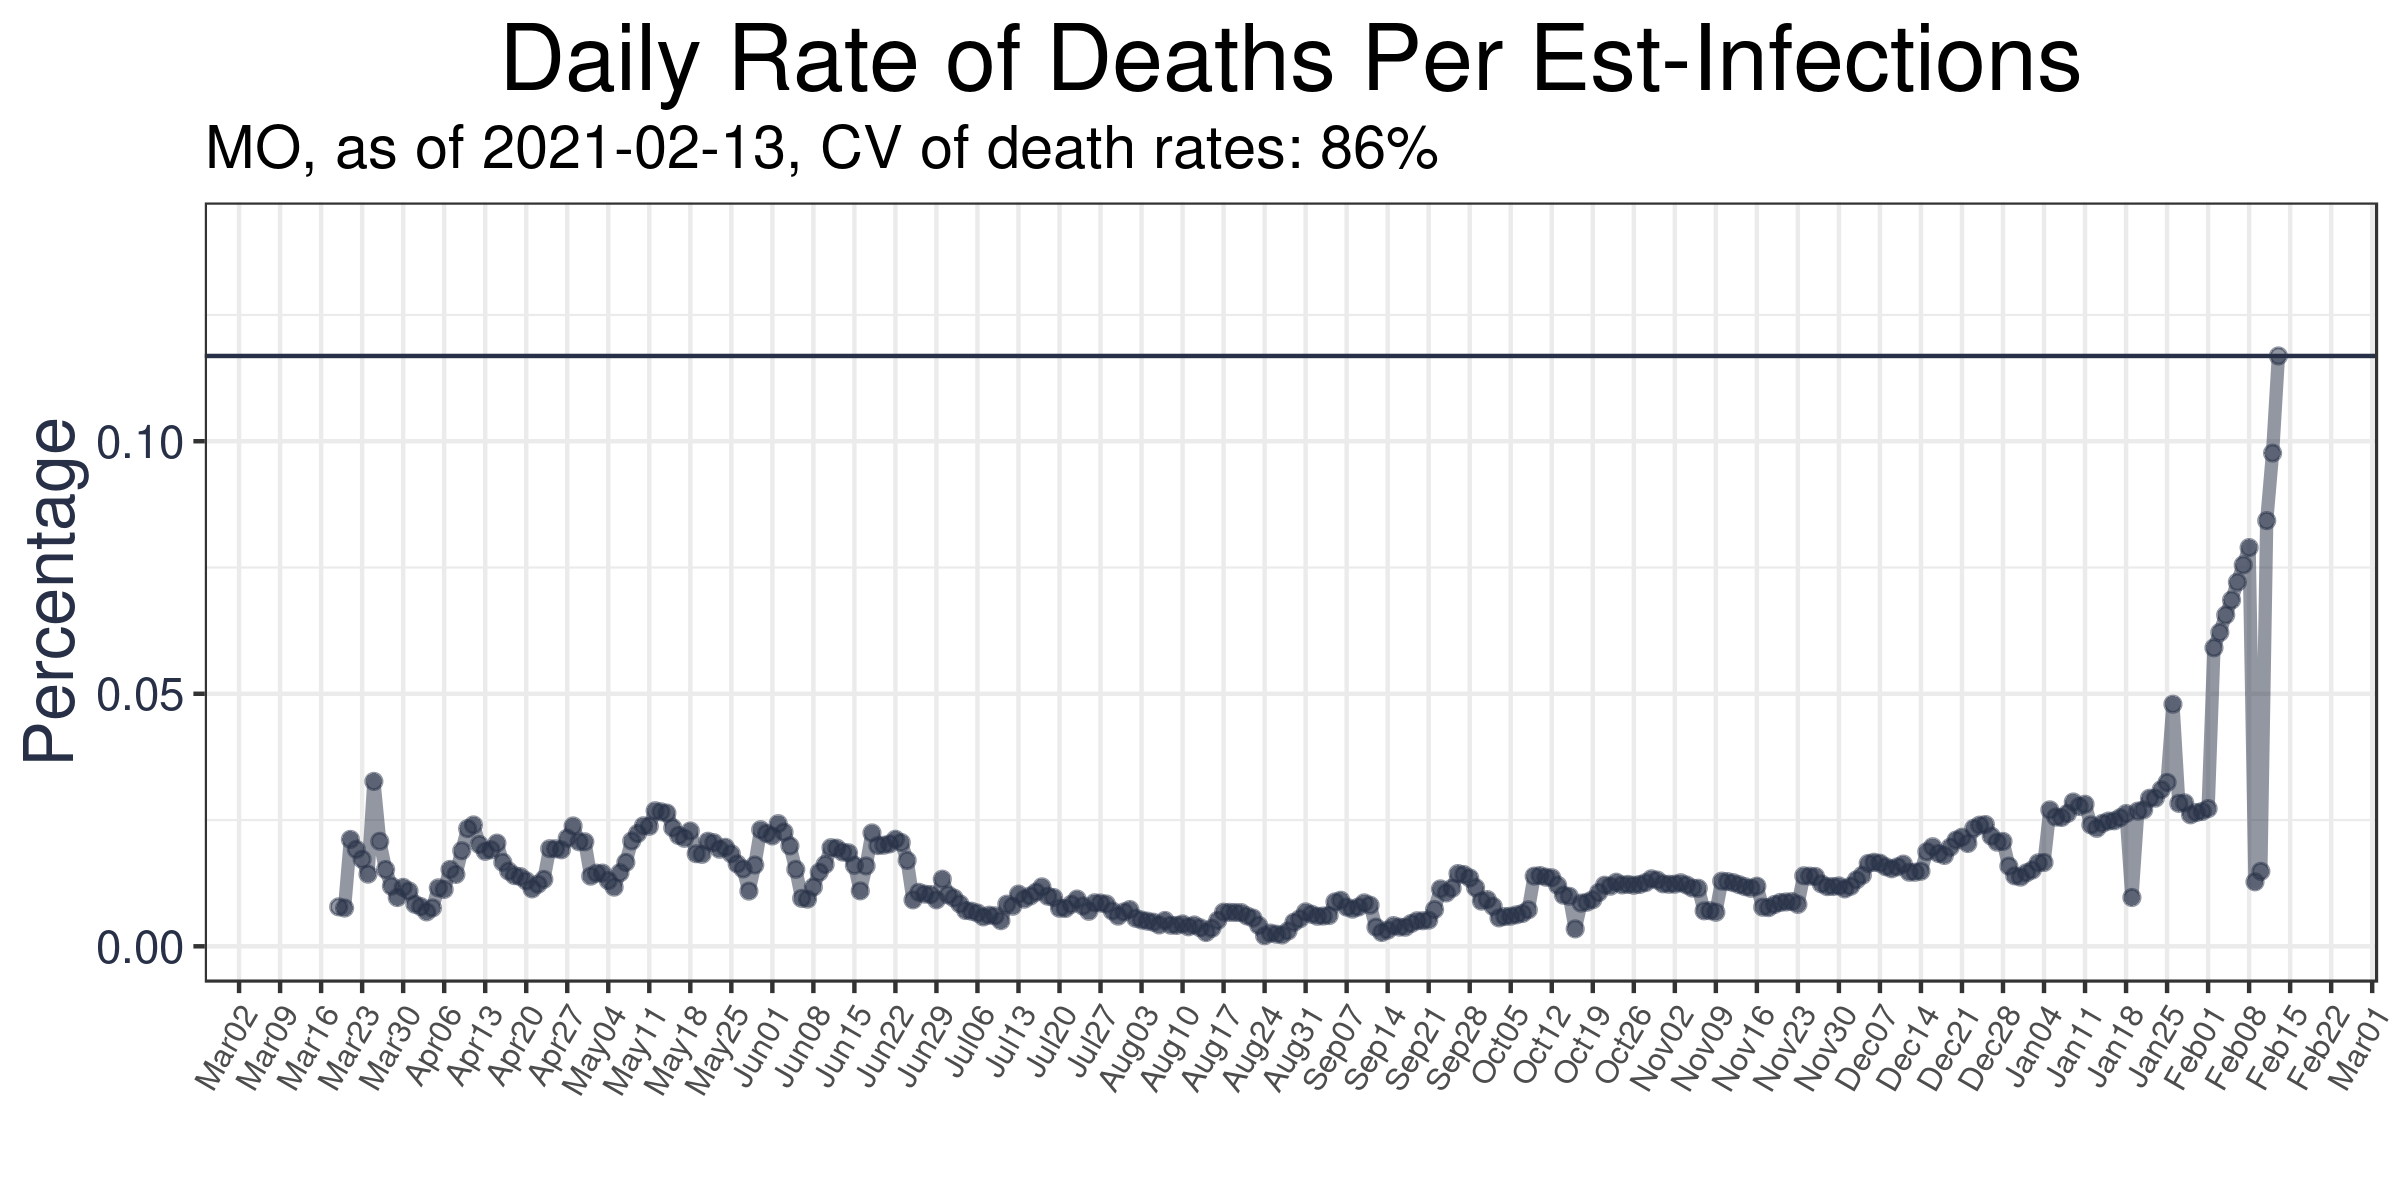 Daily Rate of Deaths Per Est-Infections
MO, as of 2021-02-13, CV of death rates: 86%
Percentage
0.10
0.05
0.00
Mar02
Mar09
Mar16
Mar23
Mar30
Apr06
Apr13
Apr20
Apr27
May04
May11
May18
May25
Jun01
Jun08
Jun15
Jun22
Jun29
Jul06
Jul13
Jul20
Jul27
Aug03
Aug10
Aug17
Aug24
Aug31
Sep07
Sep14
Sep21
Sep28
Oct05
Oct12
Oct19
Oct26
Nov02
Nov09
Nov16
Nov23
Nov30
Dec07
Dec14
Dec21
Dec28
Jan04
Jan11
Jan18
Jan25
Feb01
Feb08
Feb15
Feb22
Mar01